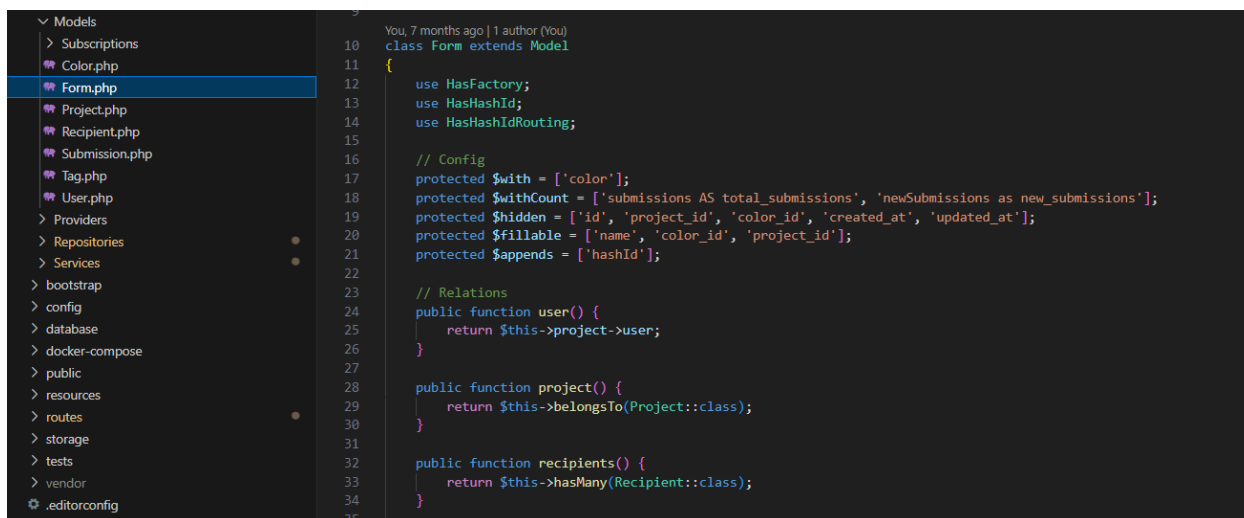 Models
Subscriptions
Color.php
Form.php
Project.php
Recipient.php
Submission.php
Tag.php
User.php
Providers
Repositories
Services
bootstrap
config
database
docker-compose
public
resources
routes
storage
tests
vendor
.editorconfig
9
You, 7 months ago | 1 author (You)
10 class Form extends Model
11 {
12     use HasFactory;
13     use HasHashId;
14     use HasHashIdRouting;
15
16     // Config
17     protected $with = ['color'];
18     protected $withCount = ['submissions AS total_submissions', 'newSubmissions as new_submissions'];
19     protected $hidden = ['id', 'project_id', 'color_id', 'created_at', 'updated_at'];
20     protected $fillable = ['name', 'color_id', 'project_id'];
21     protected $appends = ['hashId'];
22
23     // Relations
24     public function user() {
25         return $this->project->user;
26     }
27
28     public function project() {
29         return $this->belongsTo(Project::class);
30     }
31
32     public function recipients() {
33         return $this->hasMany(Recipient::class);
34     }
35